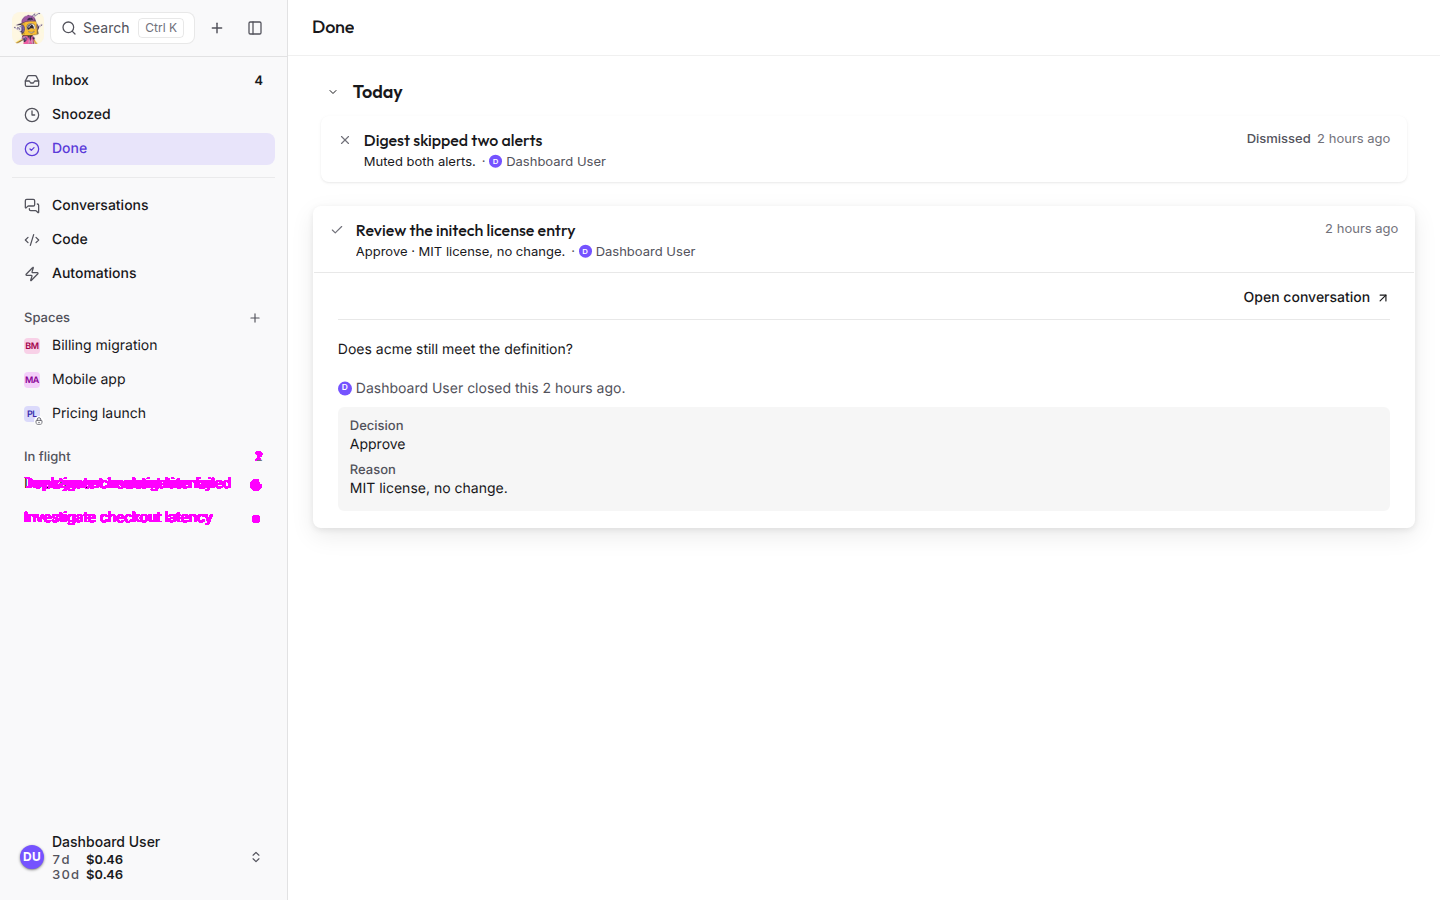 Search Ctrl K
Inbox 4
Snoozed
Done
Conversations
Code
Automations
Spaces
BM Billing migration
MA Mobile app
PL Pricing launch
In flight
Investigate checkout latency
DU Dashboard User
7d $0.46
30d $0.46
Done
Today
Digest skipped two alerts
Dismissed 2 hours ago
Muted both alerts. · D Dashboard User
Review the initech license entry
2 hours ago
Approve · MIT license, no change. · D Dashboard User
Open conversation
Does acme still meet the definition?
D Dashboard User closed this 2 hours ago.
Decision
Approve
Reason
MIT license, no change.